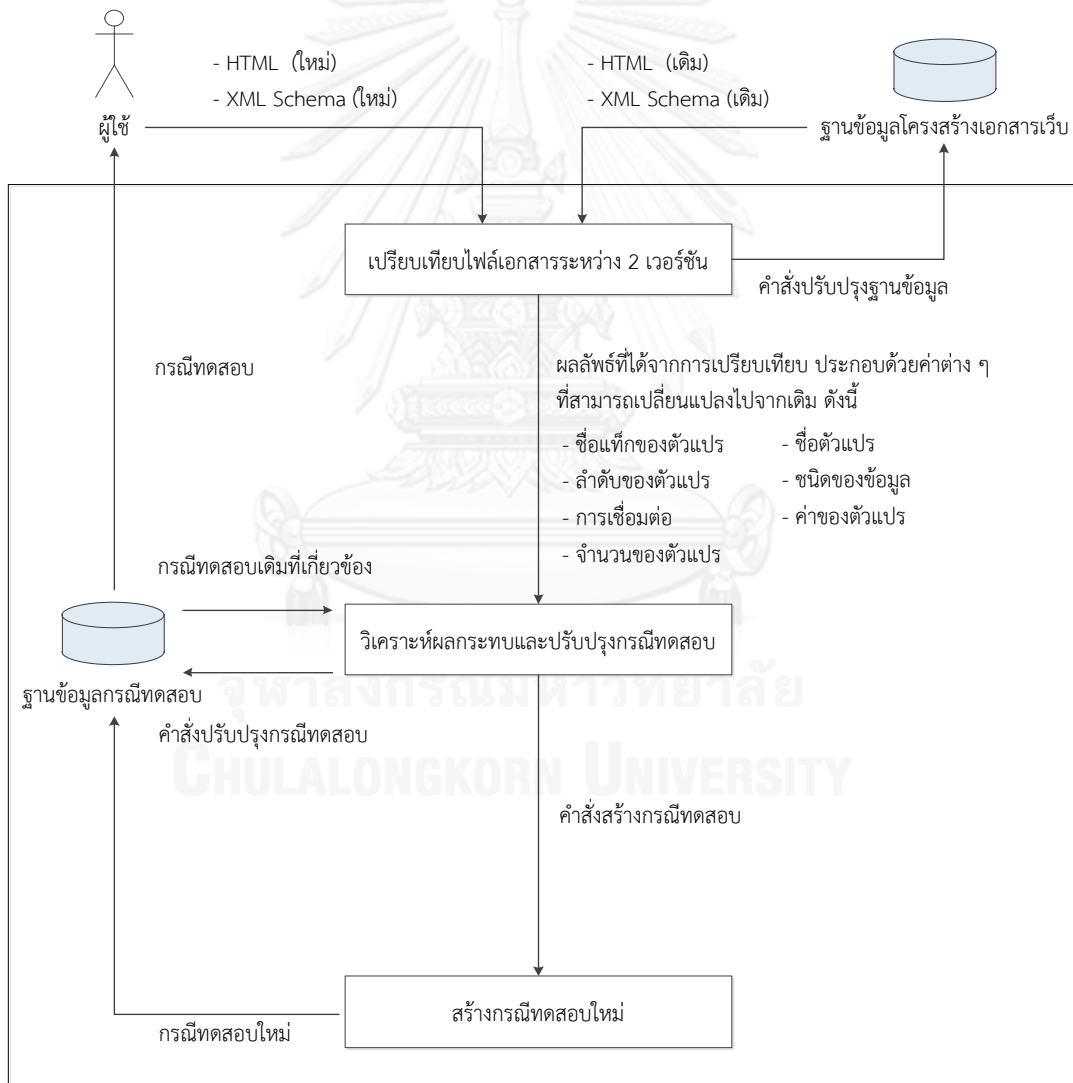 - HTML (ใหม่)
- XML Schema (ใหม่)
- HTML (เดิม)
- XML Schema (เดิม)
ผู้ใช้
ฐานข้อมูลโครงสร้างเอกสารเว็บ
เปรียบเทียบไฟล์เอกสารระหว่าง 2 เวอร์ชัน
คำสั่งปรับปรุงฐานข้อมูล
กรณีทดสอบ
ผลลัพธ์ที่ได้จากการเปรียบเทียบ ประกอบด้วยค่าต่าง ๆ
ที่สามารถเปลี่ยนแปลงไปจากเดิม ดังนี้
- ชื่อแท็กของตัวแปร
- ชื่อตัวแปร
- ลำดับของตัวแปร
- ชนิดของข้อมูล
- การเชื่อมต่อ
- ค่าของตัวแปร
- จำนวนของตัวแปร
กรณีทดสอบเดิมที่เกี่ยวข้อง
วิเคราะห์ผลกระทบและปรับปรุงกรณีทดสอบ
ฐานข้อมูลกรณีทดสอบ
จุฬาลงกรณ์มหาวิทยาลัย
คำสั่งปรับปรุงกรณีทดสอบ
CHULALONGKORN UNIVERSITY
คำสั่งสร้างกรณีทดสอบ
สร้างกรณีทดสอบใหม่
กรณีทดสอบใหม่